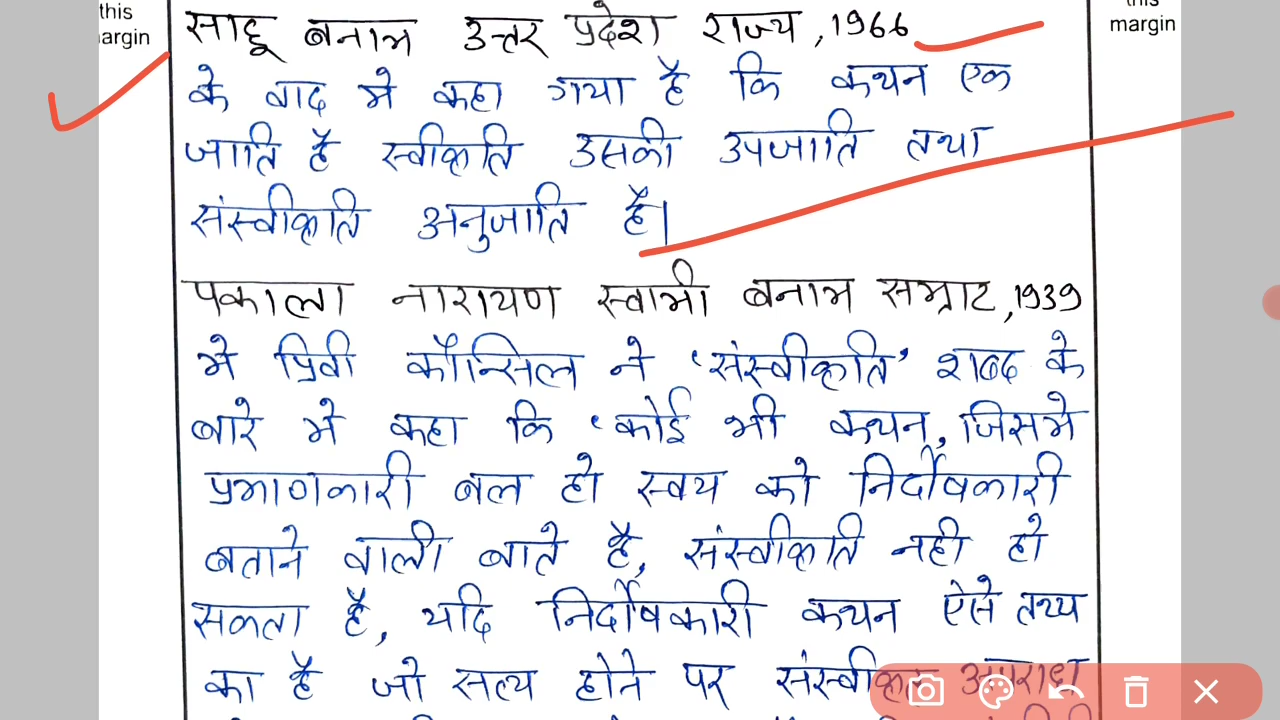 this
margin
this
margin
साहू बनाम उत्तर प्रदेश राज्य, 1966
के वाद मे कहा गया है कि कथन एक
जाति है स्वीकृति उसकी उपजाति तथा
संस्वीकृति अनुजाति है।
पकाला नारायण स्वामी बनाम सम्राट, 1939
मे प्रिवी कौन्सिल ने 'संस्वीकृति' शब्द के
बारे मे कहा कि 'कोई भी कथन, जिसमे
प्रमाणकारी बल हो स्वय को निर्दोषकारी
बताने वाली बाते है, संस्वीकृति नही हो
सकता है, यदि निर्दोषकारी कथन ऐसे तथ्य
का है जो सत्य होने पर संस्वीकृत अपराध